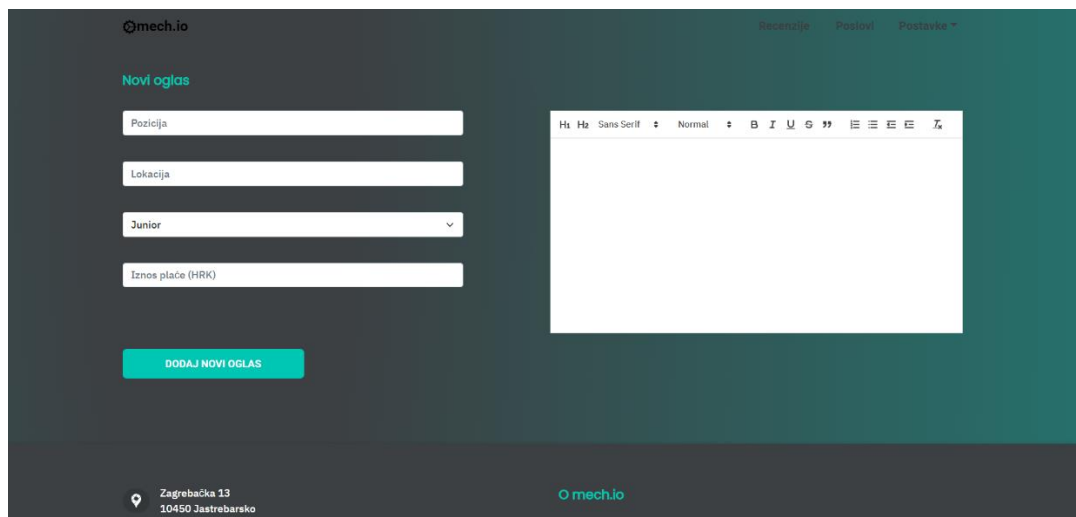 mech.io
Recenzije Poslovi Postavke
Novi oglas
Pozicija
Lokacija
Junior
Iznos plaće (HRK)
H1 H2 Sans Serif Normal B I U S
DODAJ NOVI OGLAS
Zagrebačka 13
10450 Jastrebarsko
O mech.io